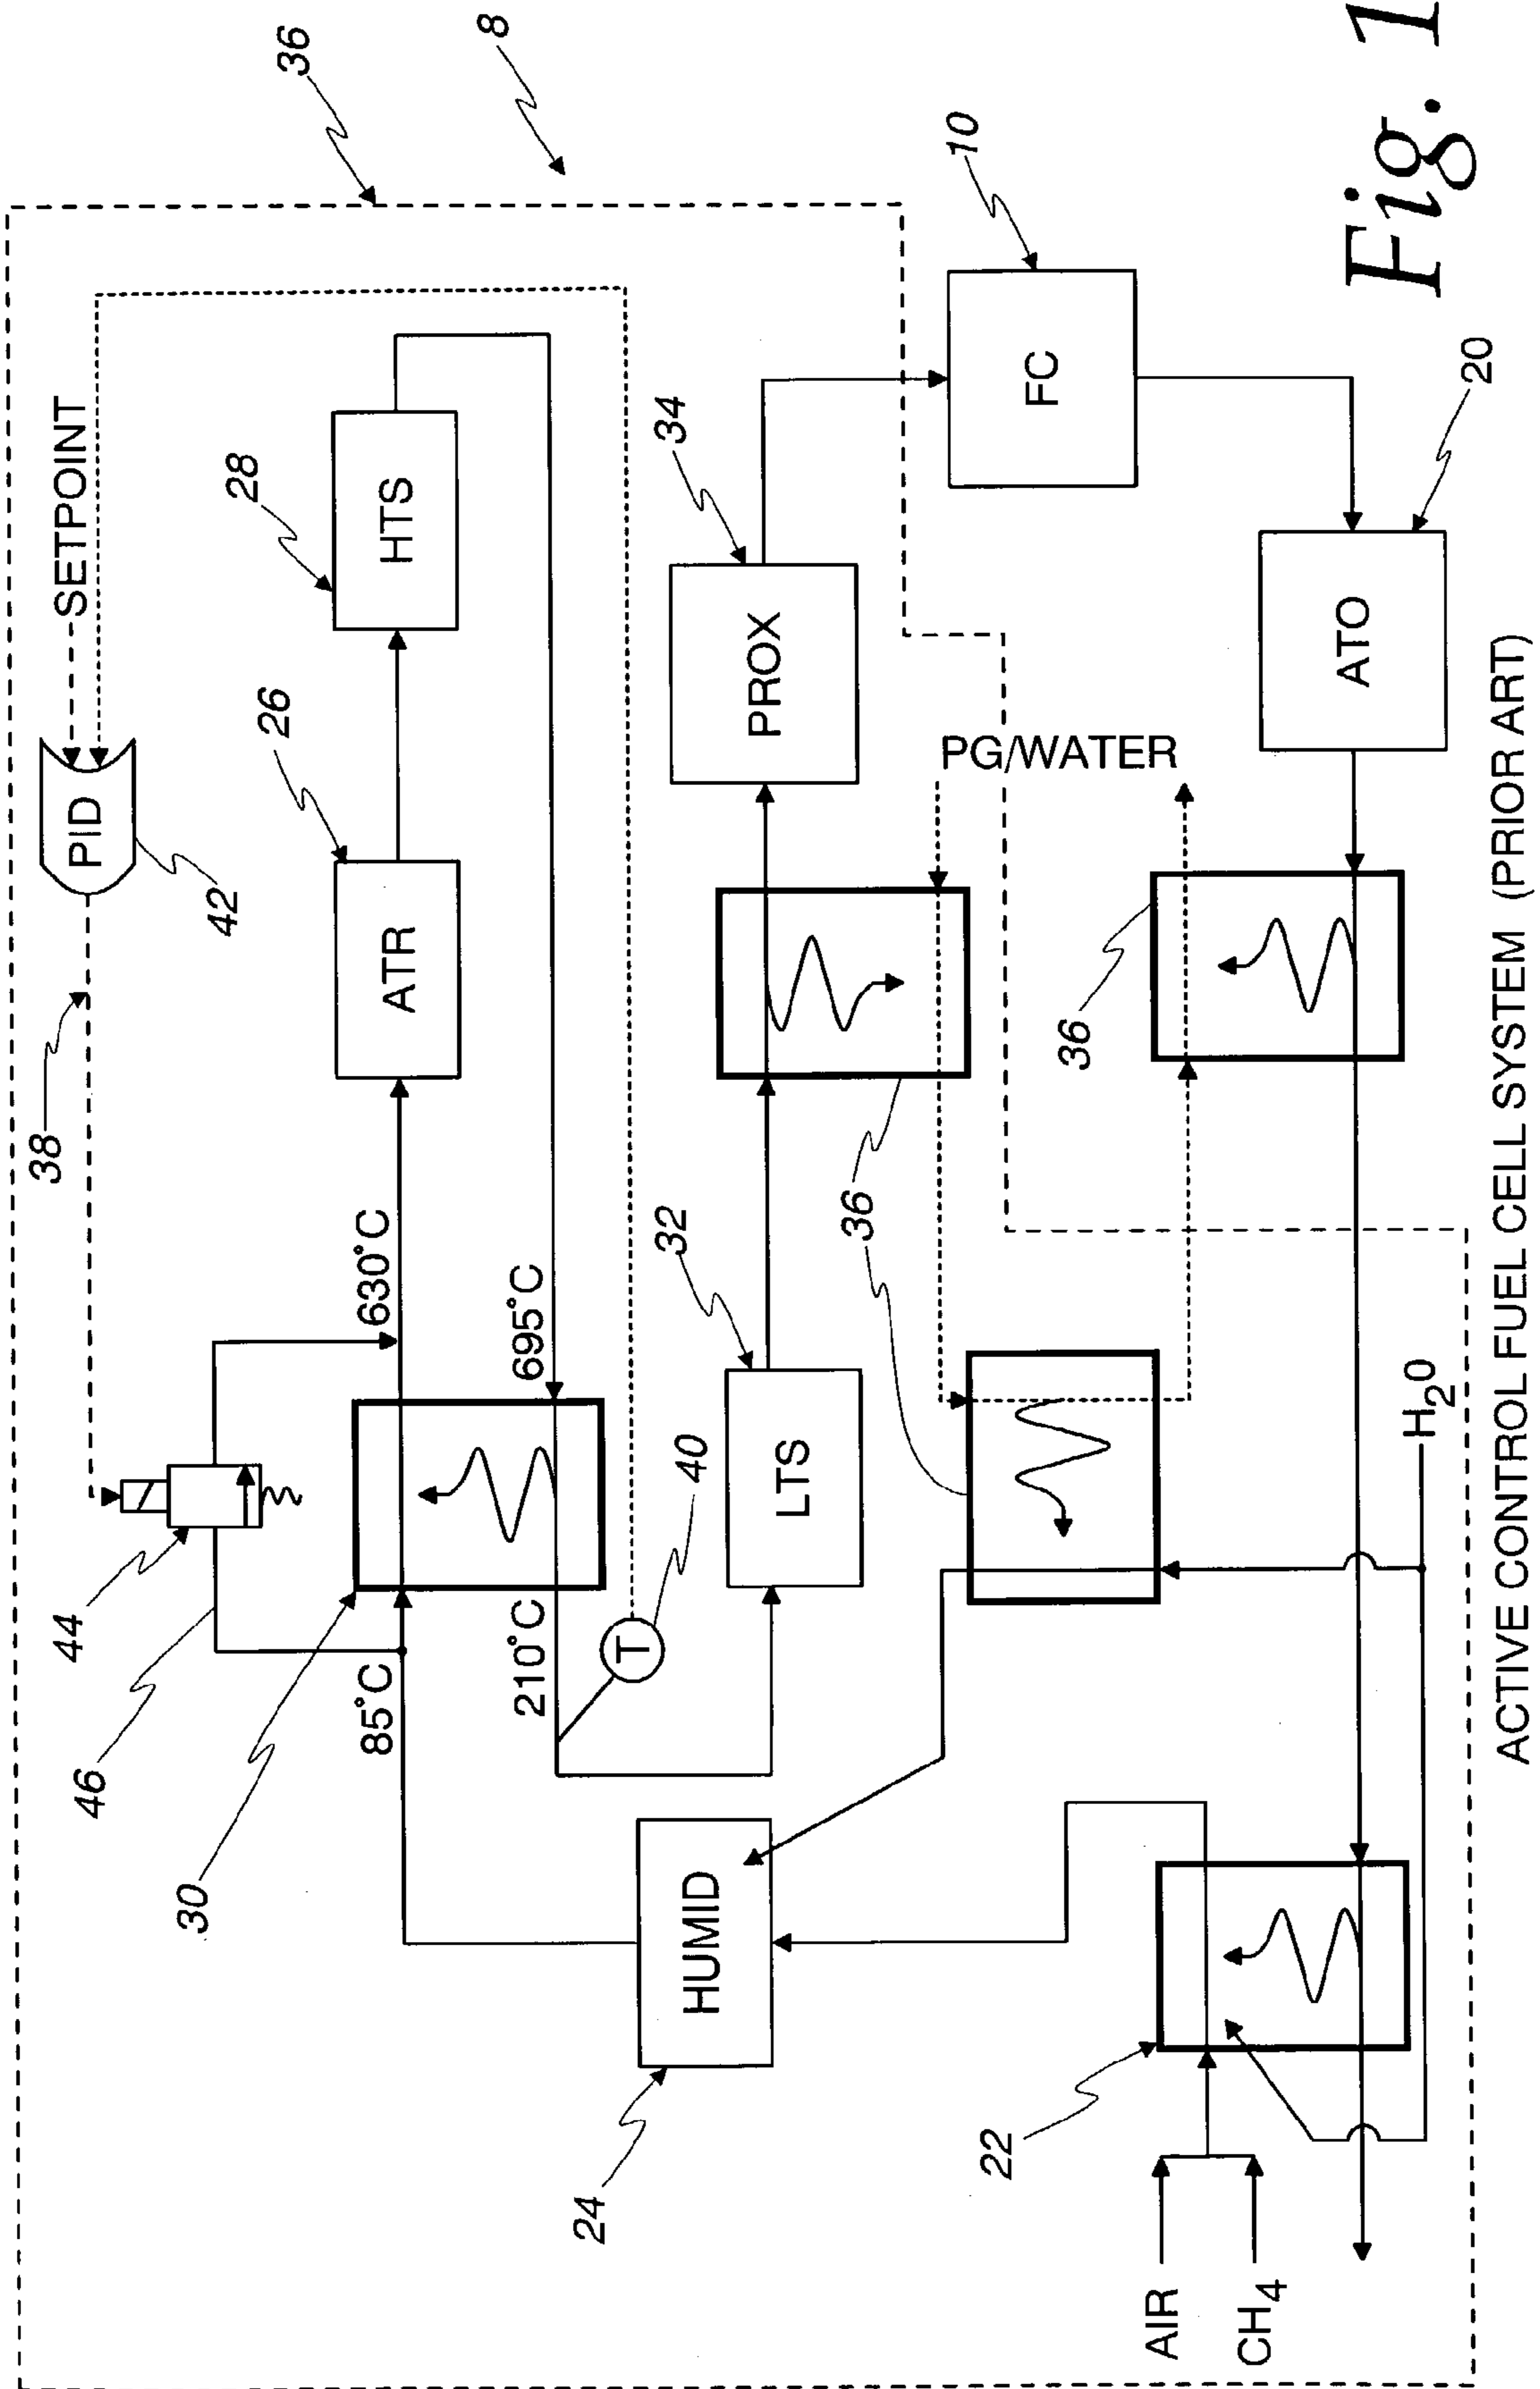 36
8
SETPOINT
PID
42
38
28
HTS
26
ATR
630°C
695°C
44
46
85°C
210°C
30
T
40
34
PROX
32
LTS
36
10
FC
PG/WATER
36
20
ATO
HUMID
24
22
AIR
CH4
H20
ACTIVE CONTROL FUEL CELL SYSTEM (PRIOR ART)
Fig. 1